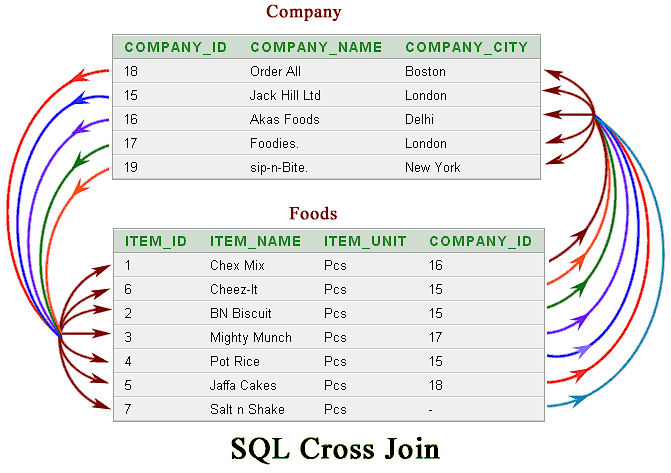 Company
COMPANY_ID COMPANY_NAME COMPANY_CITY
18 Order All Boston
15 Jack Hill Ltd London
16 Akas Foods Delhi
17 Foodies. London
19 sip-n-Bite. New York
Foods
ITEM_ID ITEM_NAME ITEM_UNIT COMPANY_ID
1 Chex Mix Pcs 16
6 Cheez-It Pcs 15
2 BN Biscuit Pcs 15
3 Mighty Munch Pcs 17
4 Pot Rice Pcs 15
5 Jaffa Cakes Pcs 18
7 Salt n Shake Pcs -
SQL Cross Join